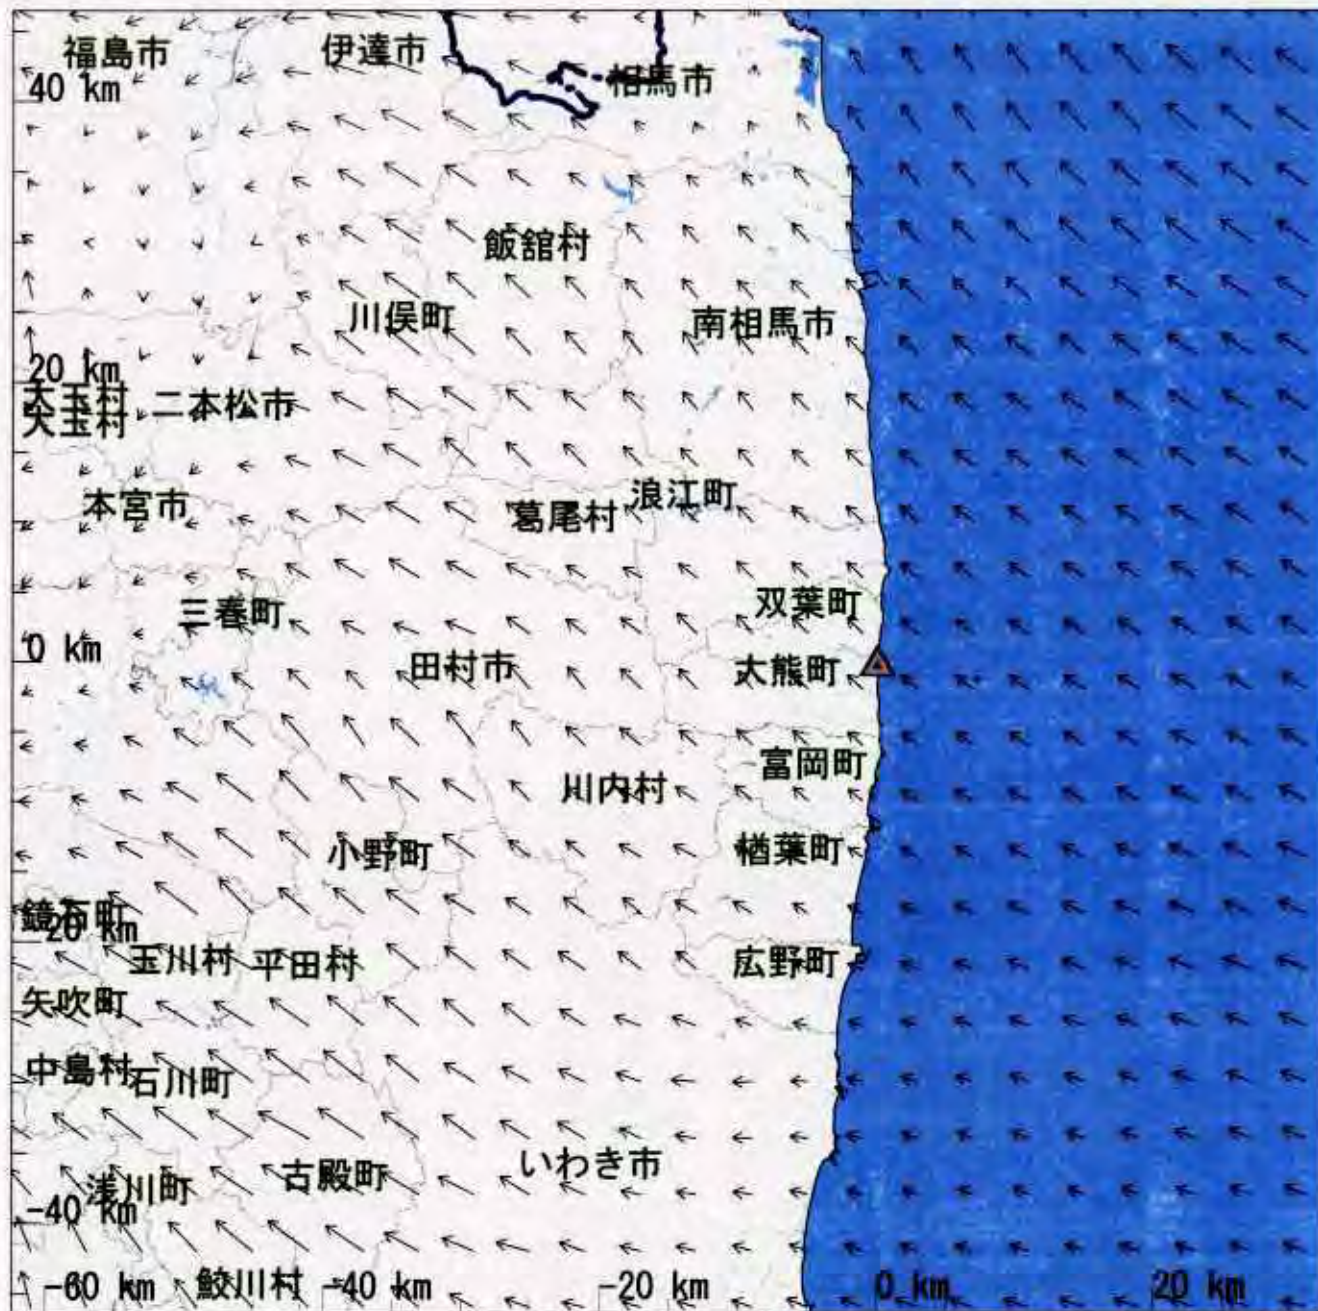 福島市
伊達市
相馬市
40 km
飯舘村
川俣町
南相馬市
20 km
大玉村
二本松市
大玉村
本宮市
葛尾村
浪江町
双葉町
三春町
0 km
田村市
大熊町
富岡町
川内村
小野町
楢葉町
鏡石町
-20 km
玉川村
平田村
広野町
矢吹町
中島村
石川町
いわき市
古殿町
浅川町
-40 km
-60 km
鮫川村
-40 km
-20 km
0 km
20 km